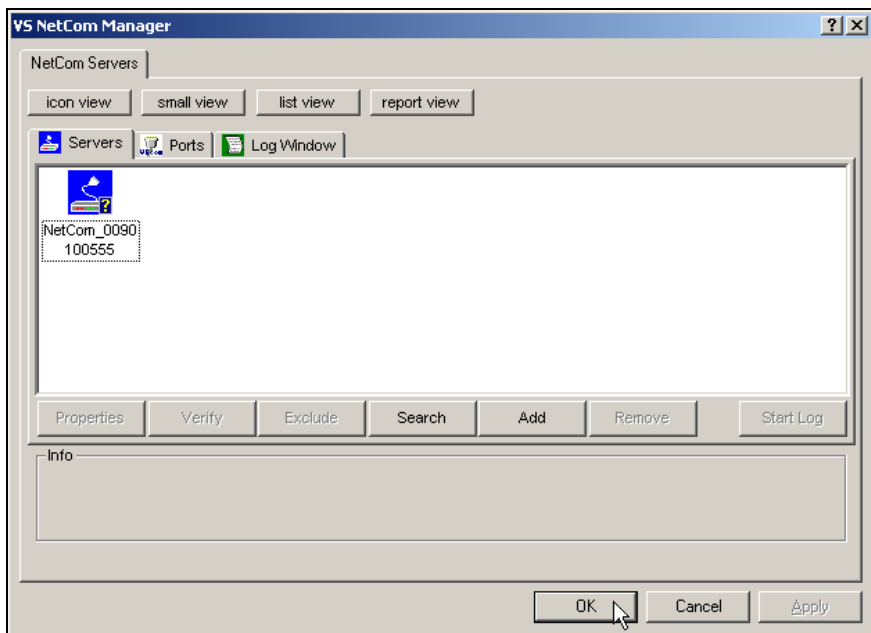 VS NetCom Manager
NetCom Servers
icon view small view list view report view
Servers Ports Log Window
NetCom_0090
100555
Properties Verify Exclude Search Add Remove Start Log
Info
OK Cancel Apply